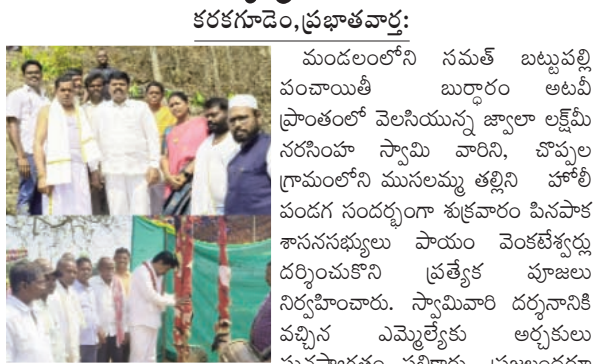 కరకగూడెం,ప్రభాతవార్త:
మండలంలోని సమత్ బట్టుపల్లి
పంచాయితీ బుర్ధారం అటవీ
ప్రాంతంలో వెలసియున్న జ్వాలా లక్ష్మీ
నరసింహ స్వామి వారిని, చొప్పల
గ్రామంలోని ముసలమ్మ తల్లిని హోలీ
పండగ సందర్భంగా శుక్రవారం పినపాక
శాసనసభ్యులు పాయం వెంకటేశ్వర్లు
దర్శించుకొని ప్రత్యేక పూజలు
నిర్వహించారు. స్వామివారి దర్శనానికి
వచ్చిన ఎమ్మెల్యేకు అర్చకులు